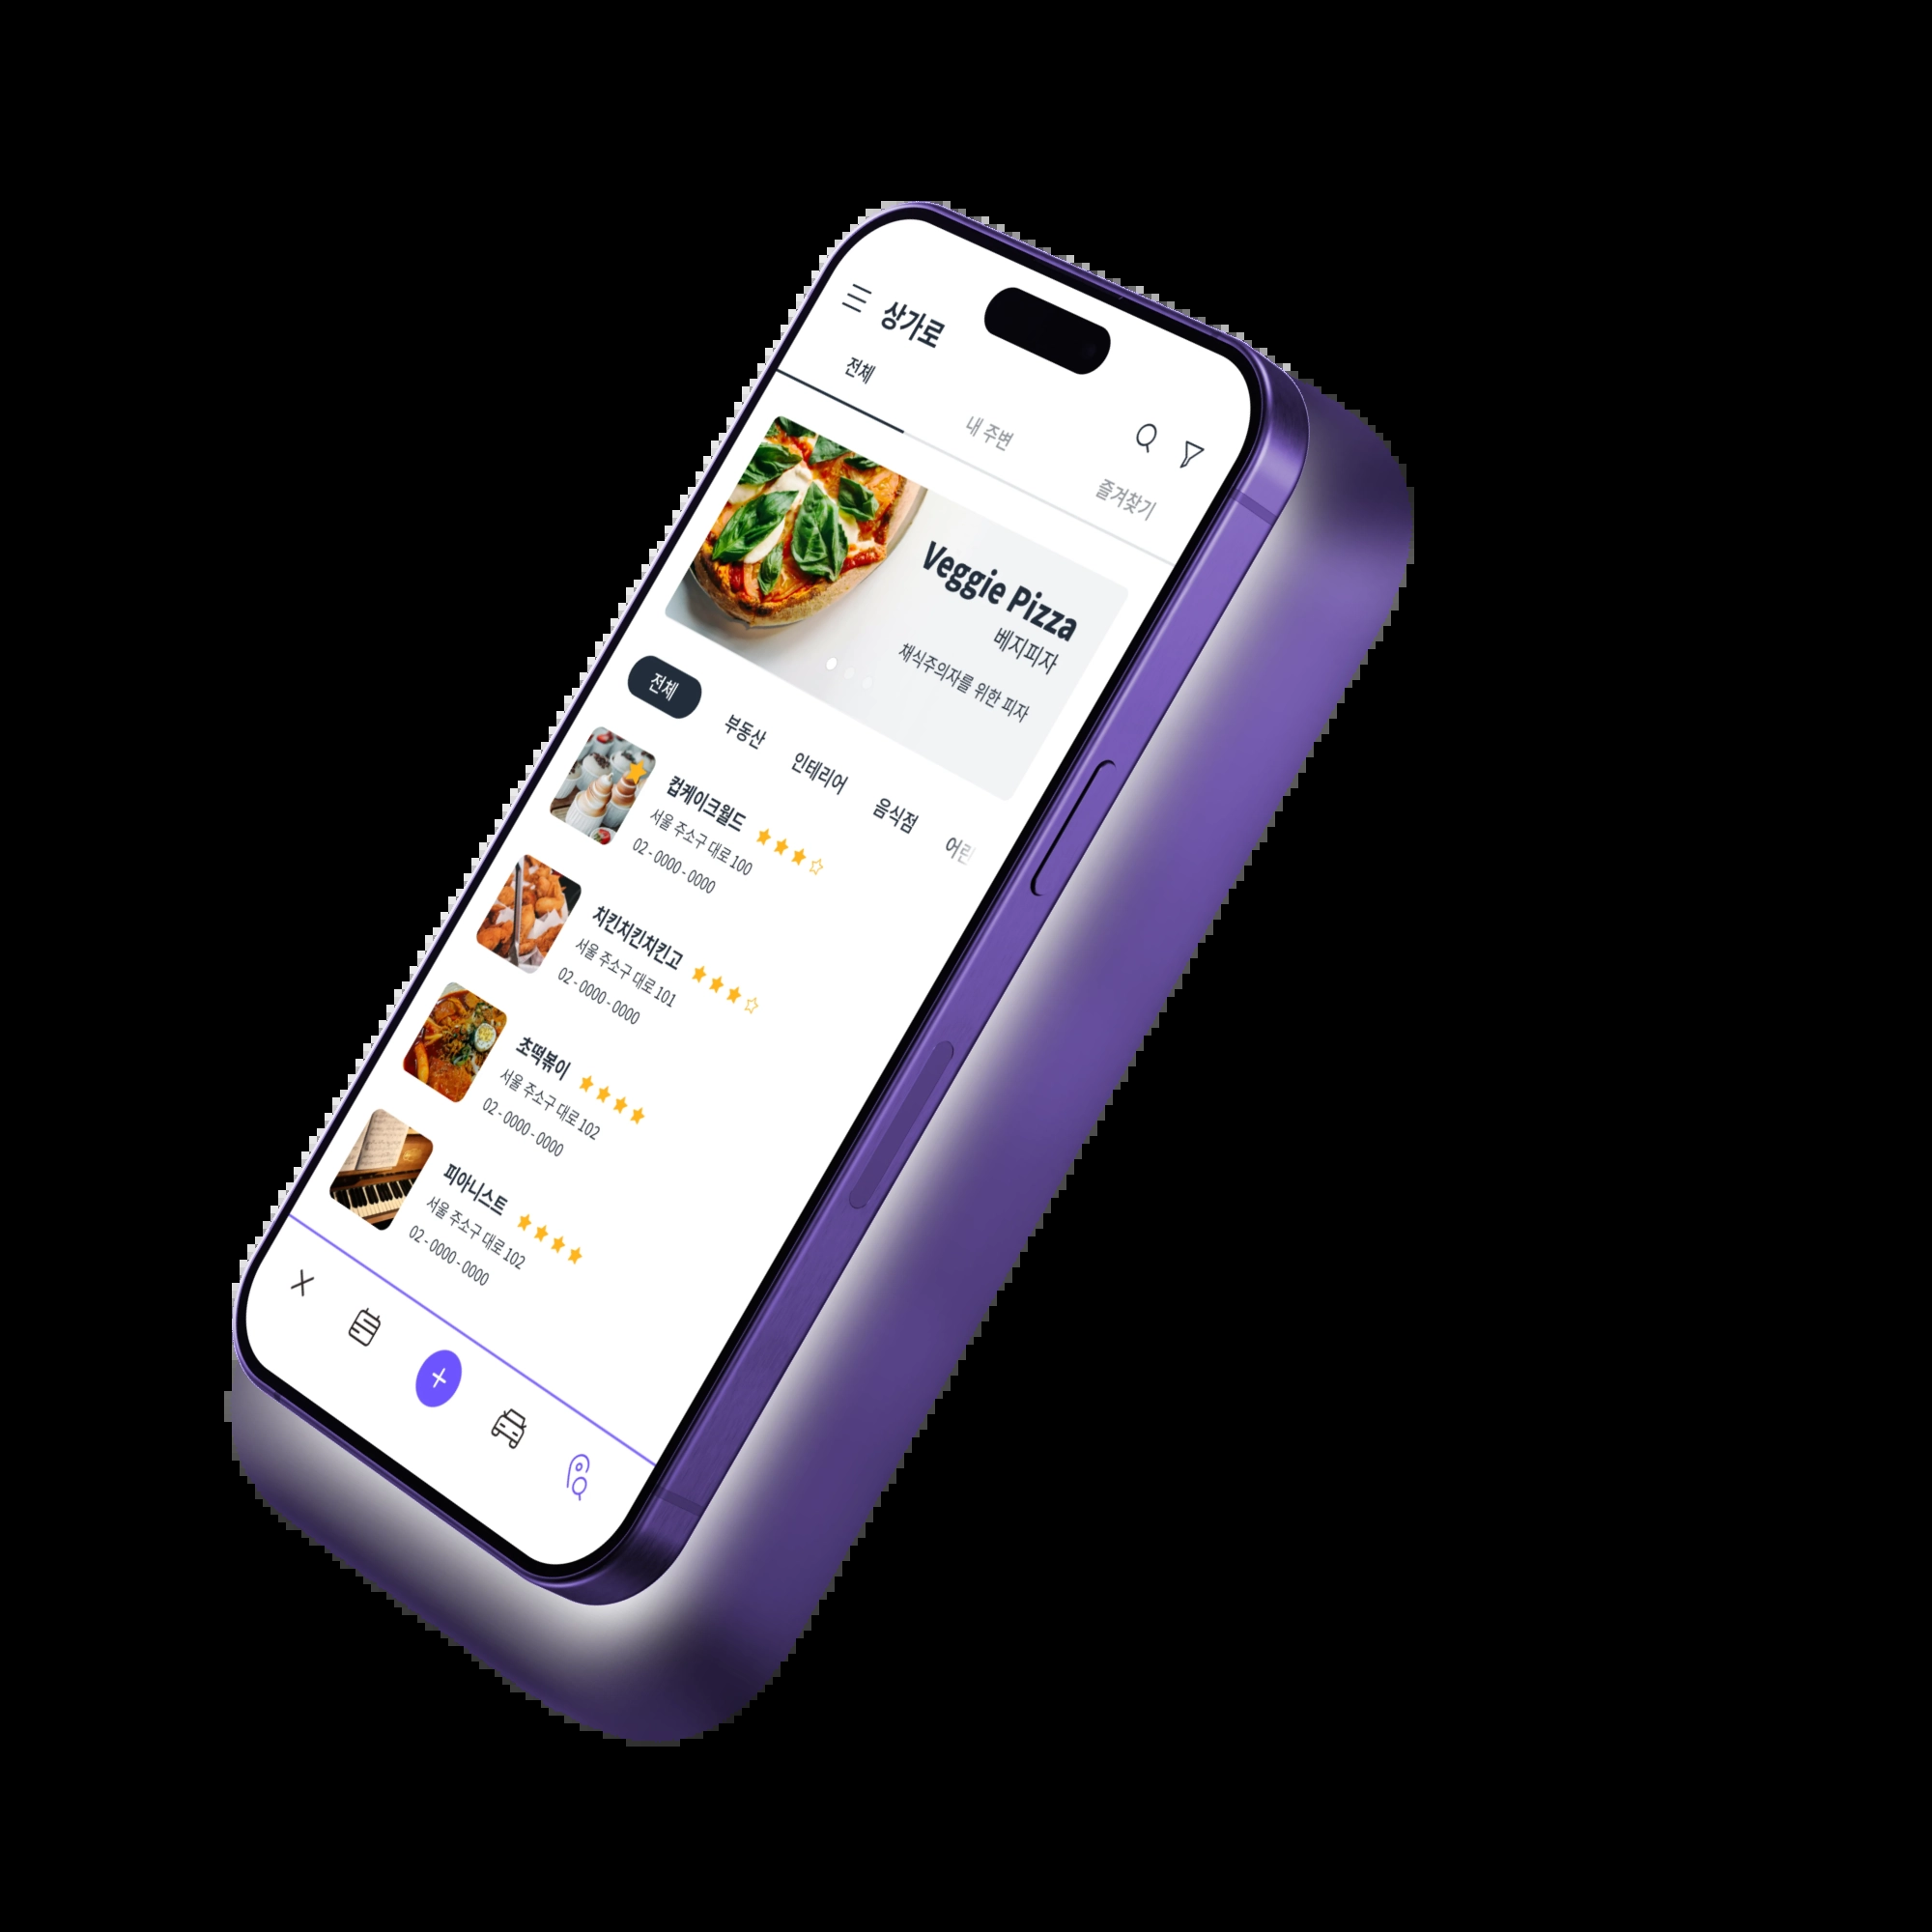 상가로
전체
내 주변
즐겨찾기
Veggie Pizza
베지피자
채식주의자를 위한 피자
전체 부동산 인테리어 음식점 어린
컵케이크월드
서울 주소구 대로 100
02 - 0000 - 0000
치킨치킨치킨고
서울 주소구 대로 101
02 - 0000 - 0000
초떡볶이
서울 주소구 대로 102
02 - 0000 - 0000
피아니스트
서울 주소구 대로 102
02 - 0000 - 0000